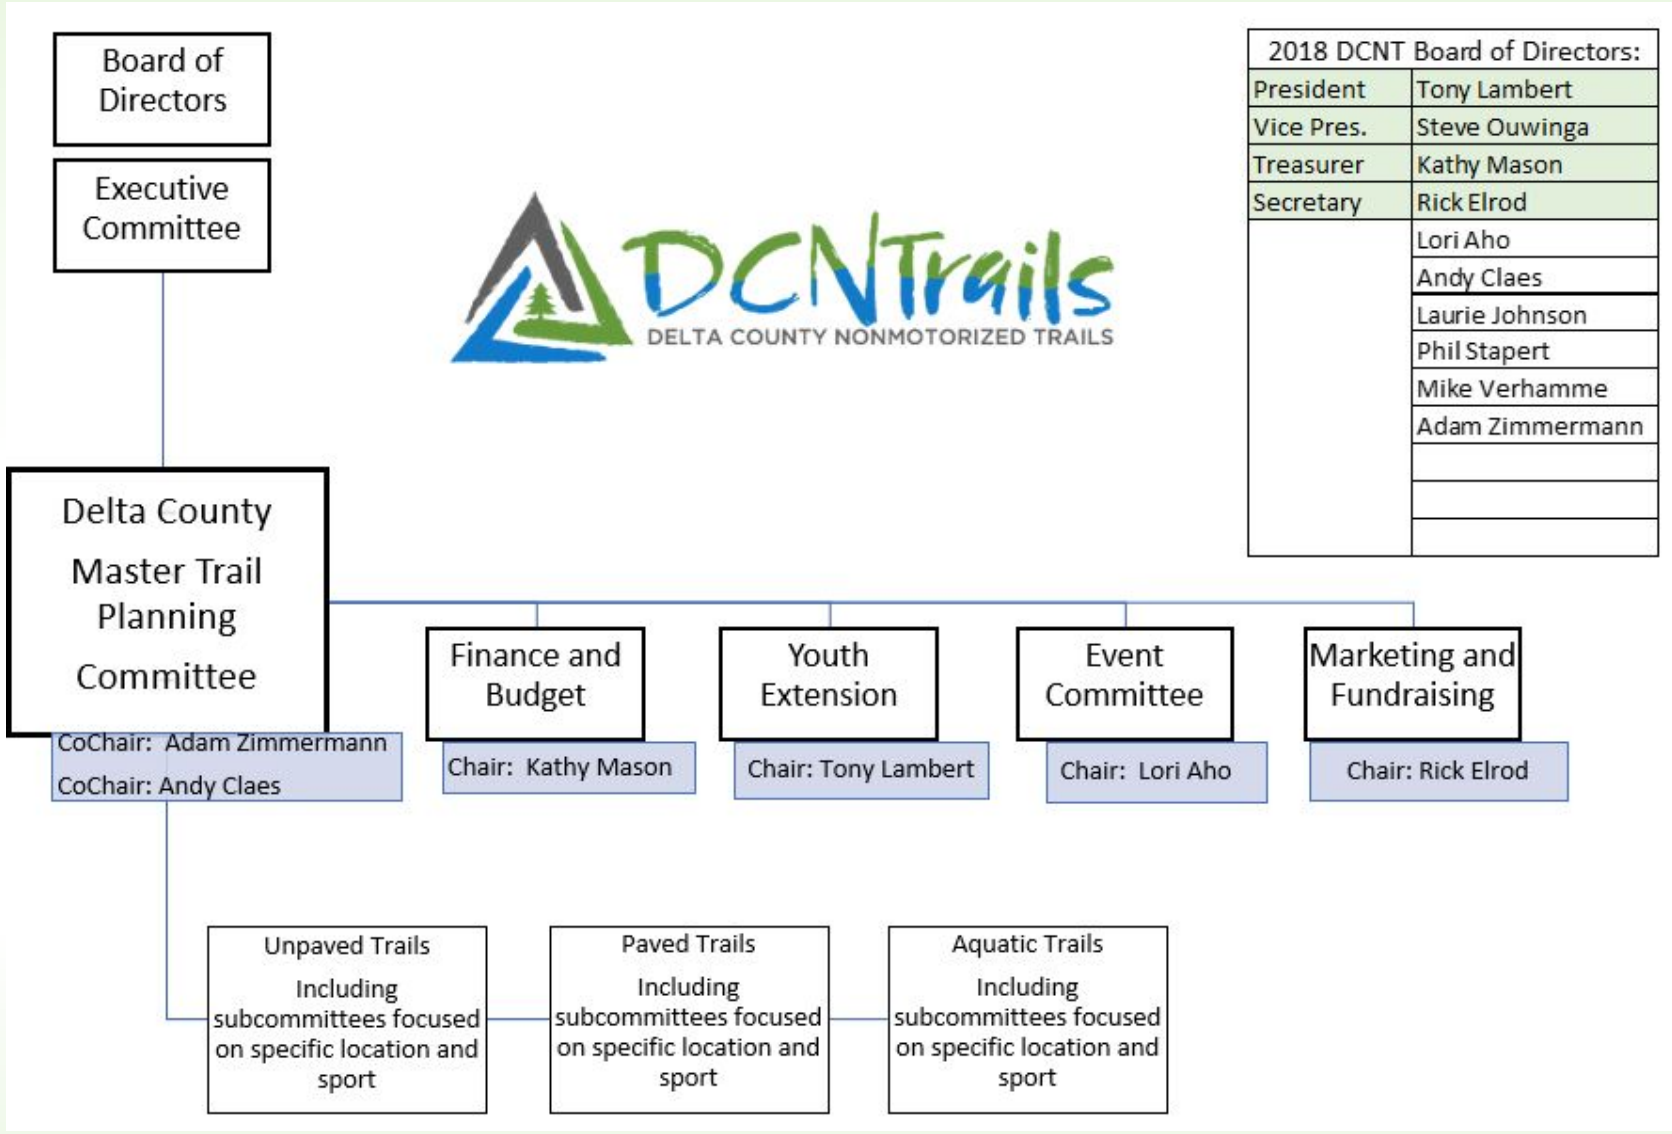 Board of
Directors
Executive
Committee
DCNTrails
DELTA COUNTY NONMOTORIZED TRAILS
2018 DCNT Board of Directors:
President Tony Lambert
Vice Pres. Steve Ouwinga
Treasurer Kathy Mason
Secretary Rick Elrod
Lori Aho
Andy Claes
Laurie Johnson
Phil Stapert
Mike Verhamme
Adam Zimmermann
Delta County
Master Trail
Planning
Committee
CoChair: Adam Zimmermann
CoChair: Andy Claes
Finance and
Budget
Chair: Kathy Mason
Youth
Extension
Chair: Tony Lambert
Event
Committee
Chair: Lori Aho
Marketing and
Fundraising
Chair: Rick Elrod
Unpaved Trails
Including
subcommittees focused
on specific location and
sport
Paved Trails
Including
subcommittees focused
on specific location and
sport
Aquatic Trails
Including
subcommittees focused
on specific location and
sport